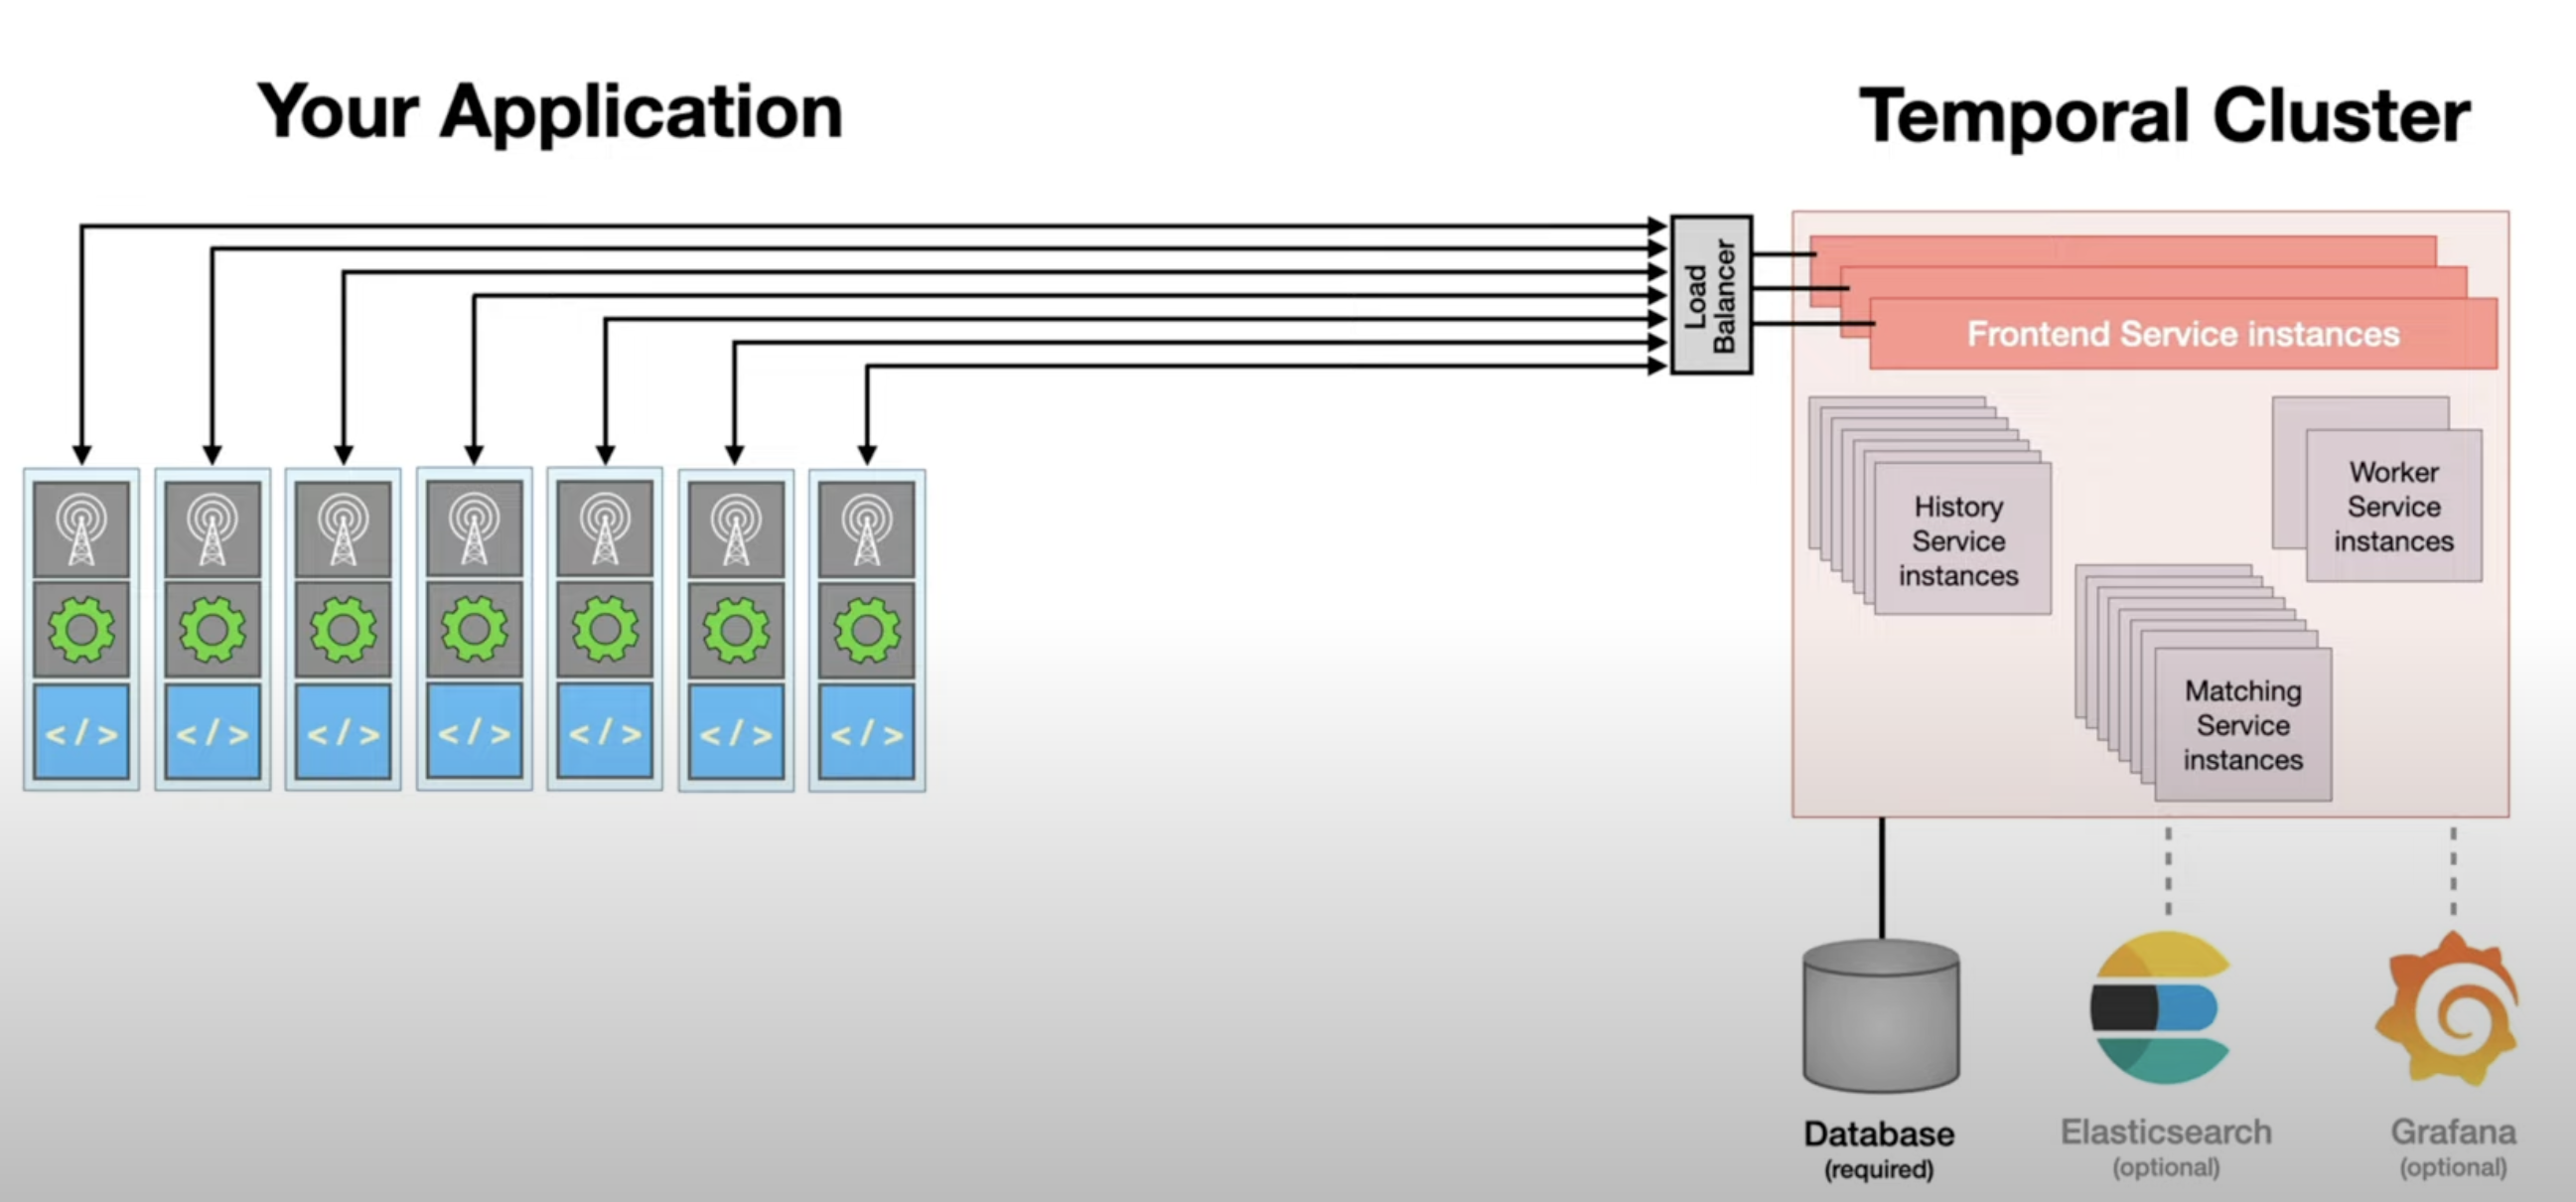 Your Application
Temporal Cluster
Load
Balancer
Frontend Service instances
History
Service
instances
Worker
Service
instances
Matching
Service
instances
</>
</>
</>
</>
</>
</>
</>
Database
(required)
Elasticsearch
(optional)
Grafana
(optional)